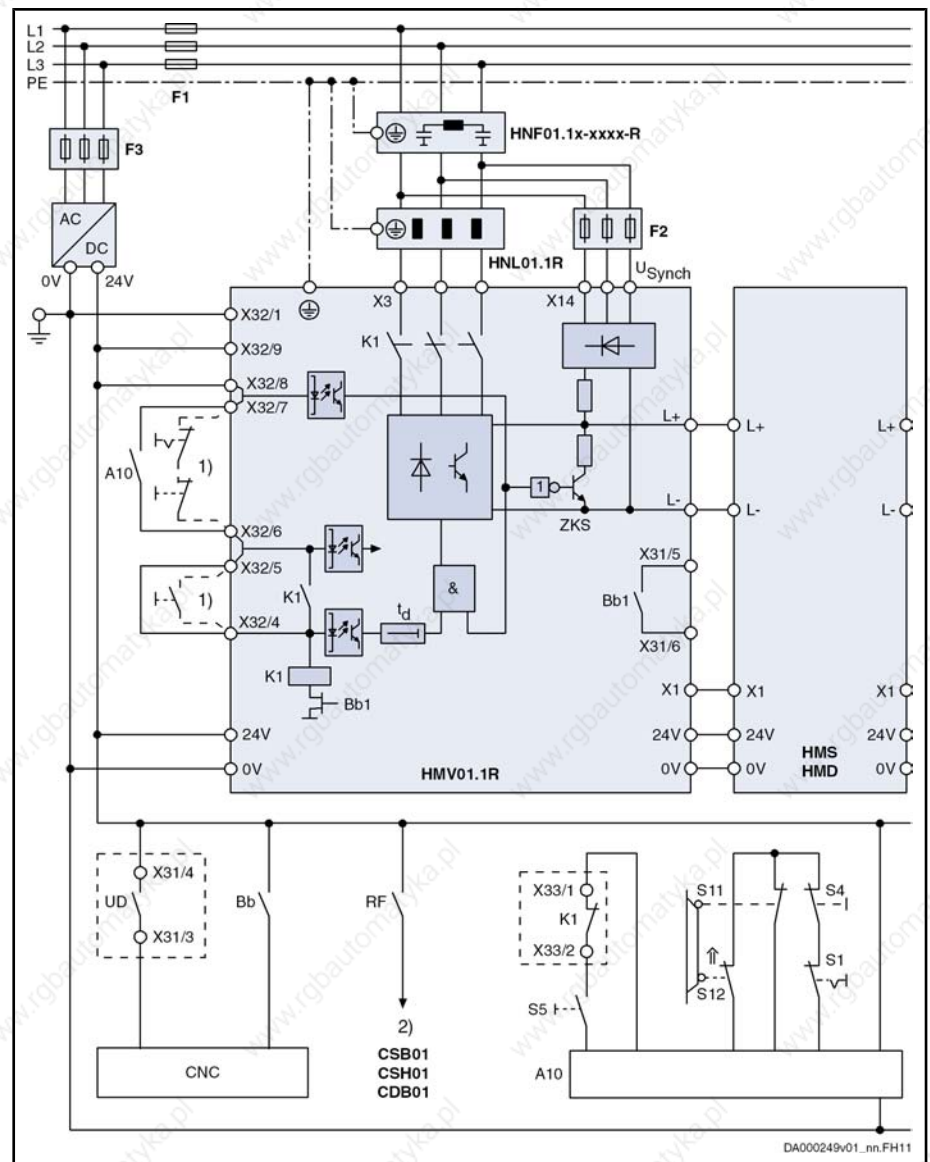 L1
L2
L3
PE
F1
HNF01.1x-xxxx-R
F3
AC
DC
F2
HNL01.1R
0V
24V
USynch
X3
X14
X32/1
K1
X32/9
X32/8
X32/7
L+
L+
A10
1)
1
L-
L-
ZKS
X32/6
X32/5
X31/5
&
K1
Bb1
1)
td
X32/4
X31/6
K1
X1
X1
X1
Bb1
24V
24V
24V
24V
HMS
HMD
0V
HMV01.1R
0V
0V
0V
X31/4
UD
X31/3
Bb
RF
X33/1
K1
X33/2
S11
S4
S12
S1
S5
2)
CSB01
CSH01
CDB01
CNC
A10
DA000249v01_nn.FH11
www.rgbautomatyka.pl